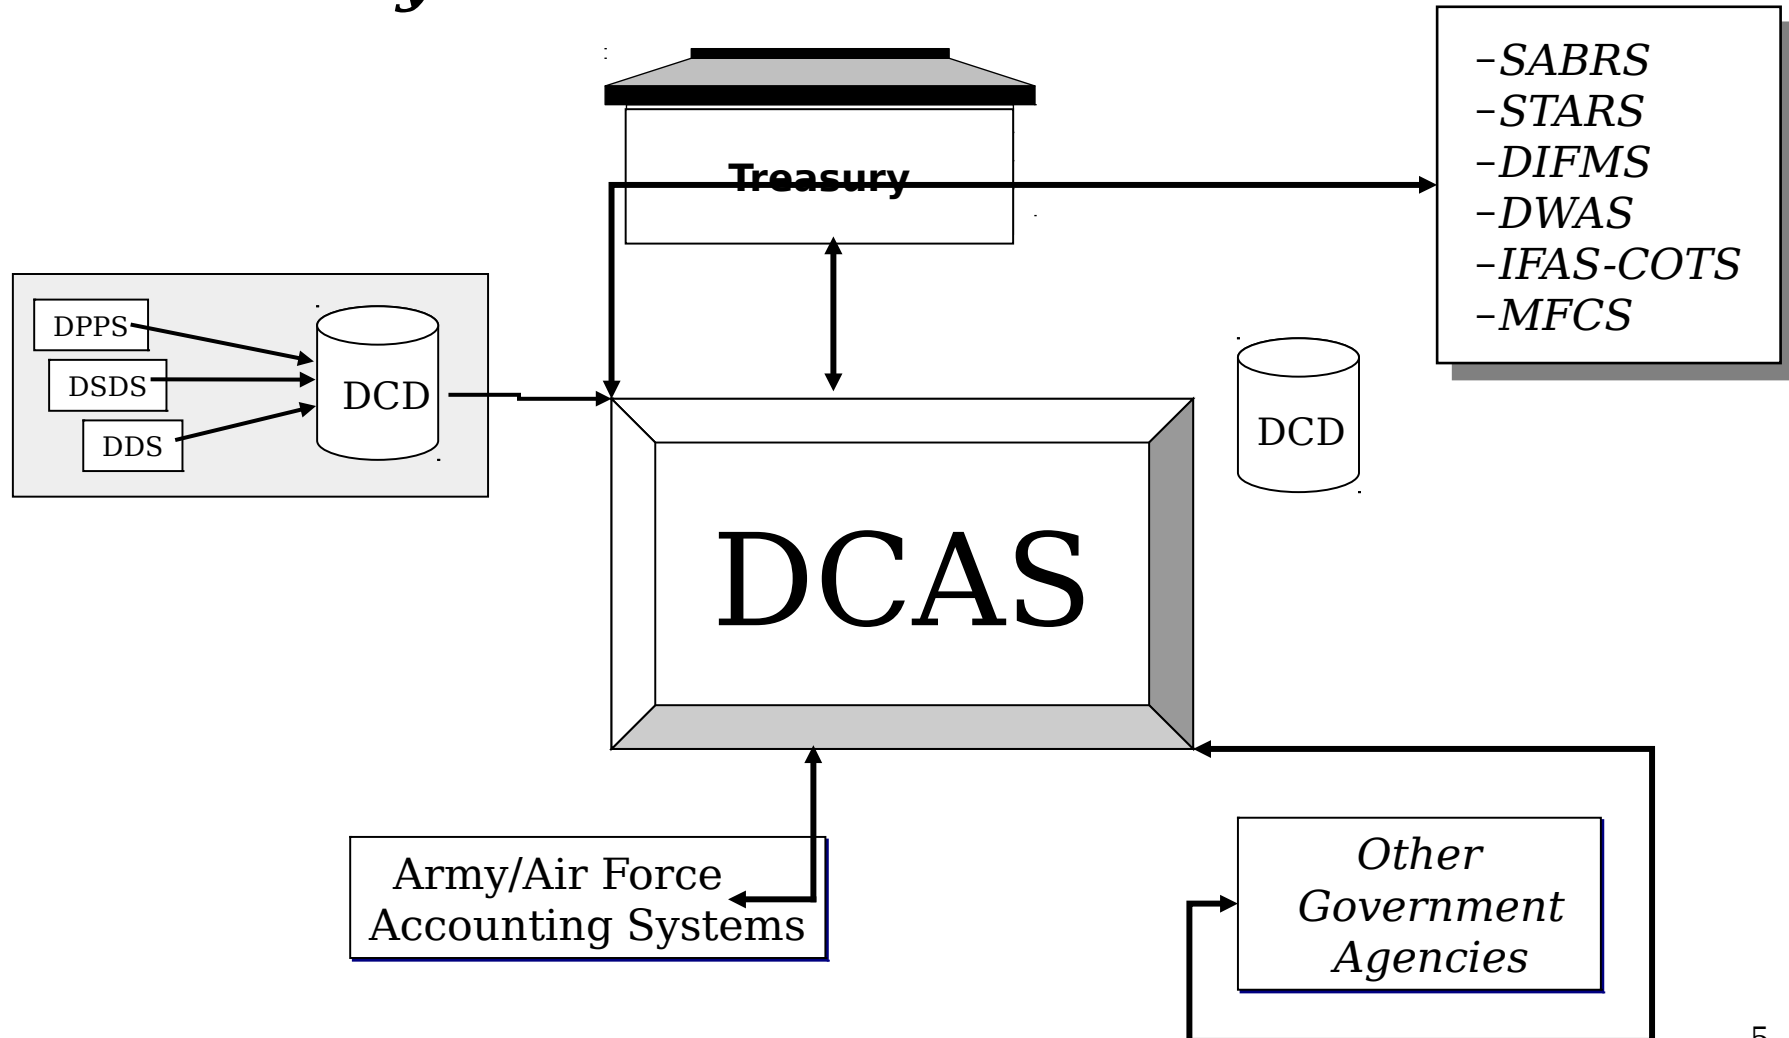 Treasury
–SABRS
–STARS
–DIFMS
–DWAS
–IFAS-COTS
–MFCS
DPPS
DSDS
DDS
DCD
DCD
DCAS
Army/Air Force
Accounting Systems
Other
Government
Agencies
5